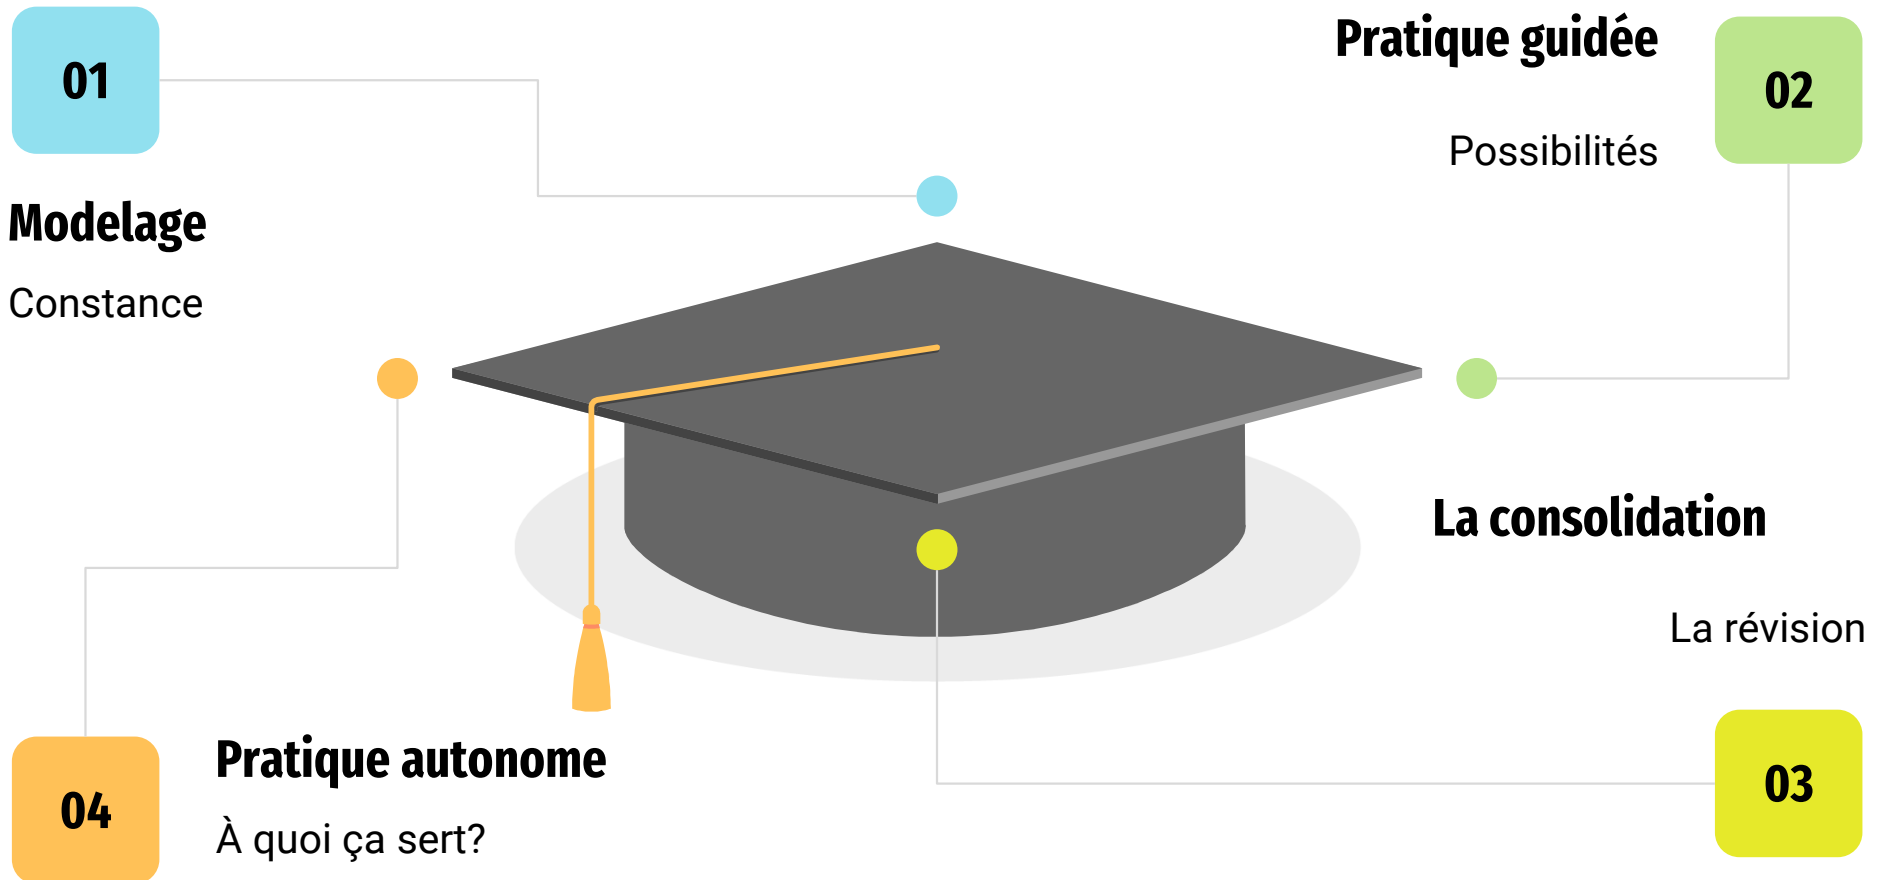 01
Modelage
Constance
Pratique guidée
02
Possibilités
La consolidation
La révision
03
04
Pratique autonome
À quoi ça sert?